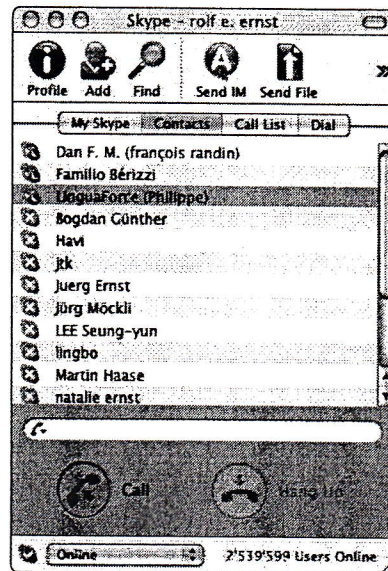 Skype – rolf e. ernst
Profile Add Find Send IM Send File
My Skype Contacts Call List Dial
Dan F. M. (françois randin)
Familio Bérizzi
LinguaForce (Philippe)
Bogdan Günther
Havi
jtk
Juerg Ernst
Jürg Möckli
LEE Seung-yun
lingbo
Martin Haase
natalie ernst
Call Hang Up
Online 2'539'599 Users Online